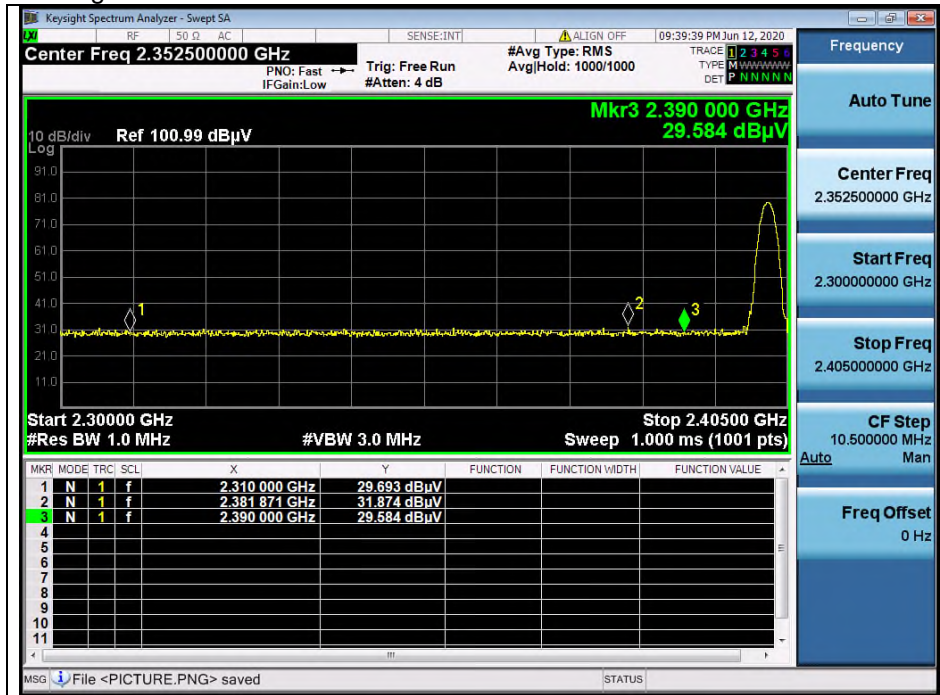 Keysight Spectrum Analyzer - Swept SA
LXI RF 50 Ω AC SENSE:INT ALIGN OFF 09:39:39 PM Jun 12, 2020
Center Freq 2.352500000 GHz
PNO: Fast
IFGain:Low
Trig: Free Run
#Atten: 4 dB
#Avg Type: RMS
Avg|Hold: 1000/1000
TRACE 1 2 3 4 5 6
TYPE M W W W W W
DET P N N N N N
Mkr3 2.390 000 GHz
29.584 dBµV
10 dB/div Ref 100.99 dBµV
Log
91.0
81.0
71.0
61.0
51.0
41.0
31.0
21.0
11.0
1
2
3
Start 2.30000 GHz Stop 2.40500 GHz
#Res BW 1.0 MHz #VBW 3.0 MHz Sweep 1.000 ms (1001 pts)
MKR MODE TRC SCL X Y FUNCTION FUNCTION WIDTH FUNCTION VALUE
1 N 1 f 2.310 000 GHz 29.693 dBµV
2 N 1 f 2.381 871 GHz 31.874 dBµV
3 N 1 f 2.390 000 GHz 29.584 dBµV
4
5
6
7
8
9
10
11
MSG File <PICTURE.PNG> saved STATUS
Frequency
Auto Tune
Center Freq
2.352500000 GHz
Start Freq
2.300000000 GHz
Stop Freq
2.405000000 GHz
CF Step
10.500000 MHz
Auto Man
Freq Offset
0 Hz